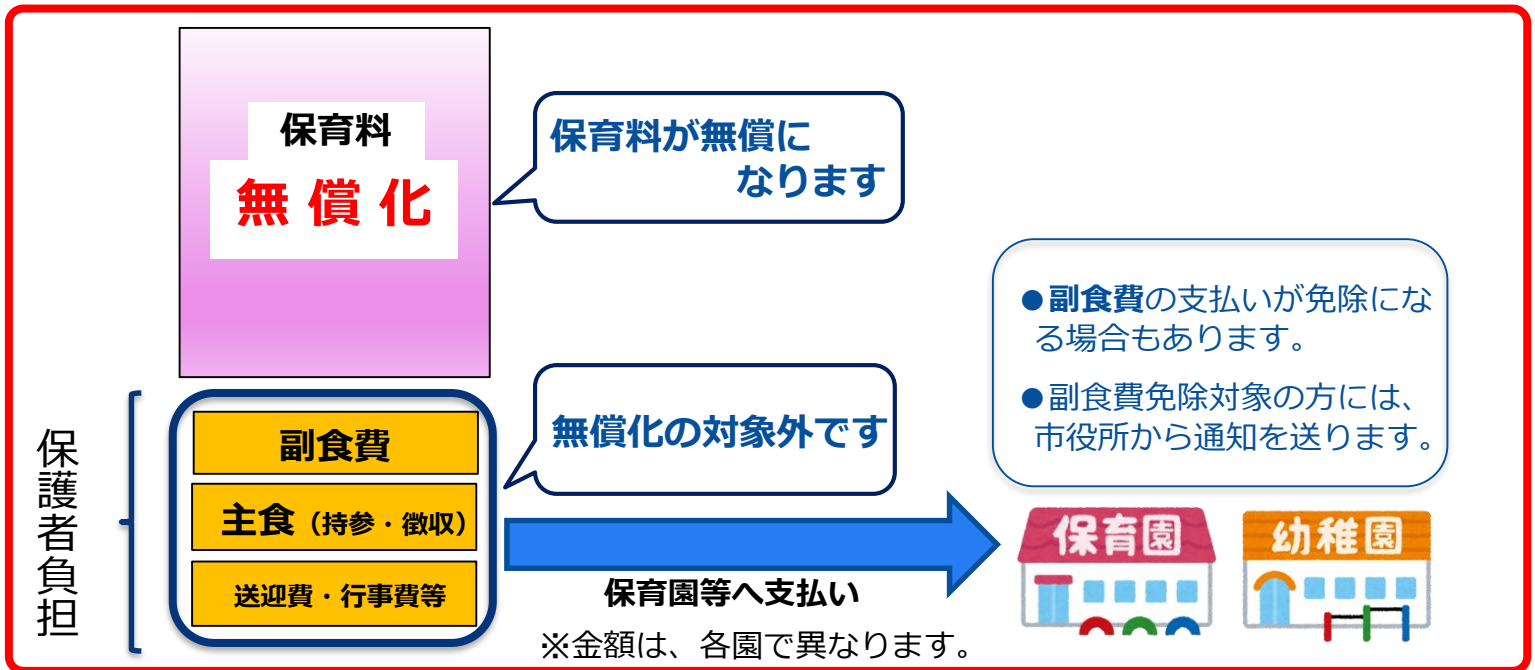 保育料
無 償 化
保育料が無償に
なります
●副食費の支払いが免除にな
る場合もあります。
●副食費免除対象の方には、
市役所から通知を送ります。
保護者負担
副食費
主食（持参・徴収）
送迎費・行事費等
無償化の対象外です
保育園等へ支払い
※金額は、各園で異なります。
保育園
幼稚園